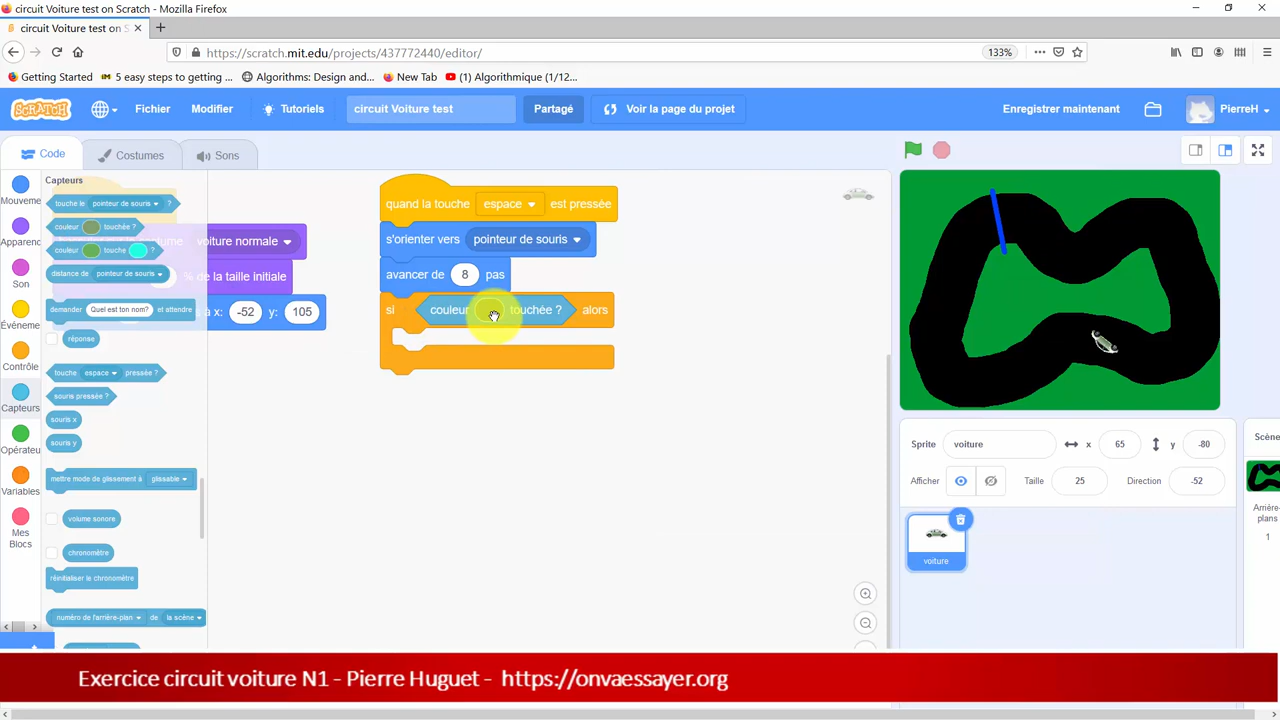 circuit Voiture test on Scratch - Mozilla Firefox
circuit Voiture test on S
https://scratch.mit.edu/projects/437772440/editor/
133%
Getting Started
5 easy steps to getting ...
Algorithms: Design and...
New Tab
(1) Algorithmique (1/12...
SCRATCH
Fichier
Modifier
Tutoriels
circuit Voiture test
Partagé
Voir la page du projet
Enregistrer maintenant
PierreH
Code
Costumes
Sons
Mouveme
Apparenc
Son
Événeme
Contrôle
Capteurs
Opérateu
Variables
Mes
Blocs
Capteurs
touche le pointeur de souris ?
couleur touchée ?
couleur touche ?
distance de pointeur de souris
demander Quel est ton nom? et attendre
réponse
touche espace pressée ?
souris pressée ?
souris x
souris y
mettre mode de glissement à glissable
volume sonore
chronomètre
réinitialiser le chronomètre
numéro de l'arrière-plan de la scène
voiture normale
% de la taille initiale
à x: -52 y: 105
quand la touche espace est pressée
s'orienter vers pointeur de souris
avancer de 8 pas
si couleur touchée ? alors
Sprite voiture x 65 y -80
Afficher Taille 25 Direction -52
voiture
Scène
Arrière-
plans
1
Exercice circuit voiture N1 - Pierre Huguet - https://onvaessayer.org